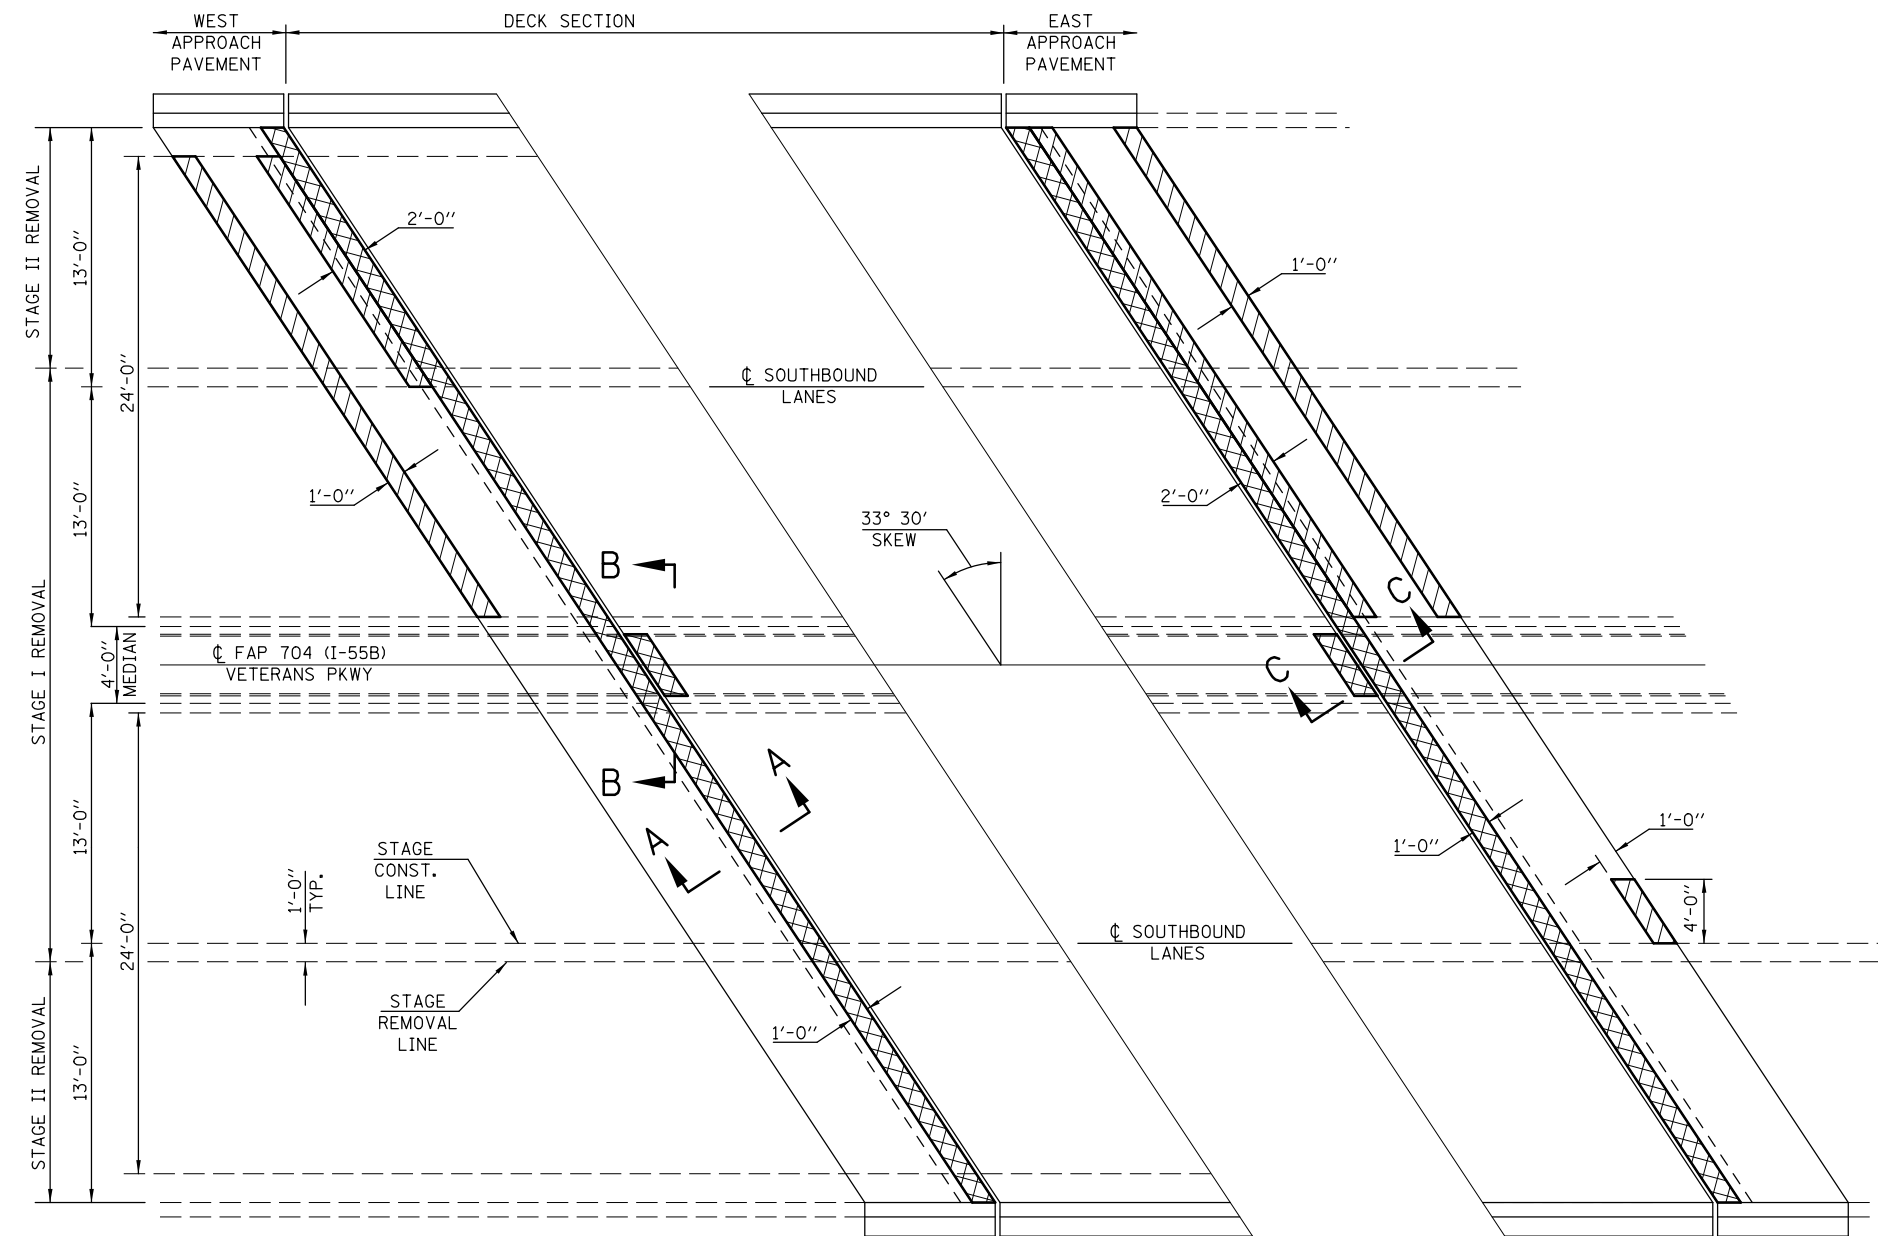 WEST
APPROACH
PAVEMENT
DECK SECTION
EAST
APPROACH
PAVEMENT
STAGE II REMOVAL
13'-0"
24'-0"
2'-0"
1'-0"
℄ SOUTHBOUND
LANES
13'-0"
1'-0"
2'-0"
33° 30'
SKEW
B
C
STAGE I REMOVAL
4'-0"
MEDIAN
℄ FAP 704 (I-55B)
VETERANS PKWY
C
B
A
A
13'-0"
24'-0"
STAGE
CONST.
LINE
1'-0"
TYP.
1'-0"
1'-0"
4'-0"
℄ SOUTHBOUND
LANES
STAGE
REMOVAL
LINE
1'-0"
STAGE II REMOVAL
13'-0"